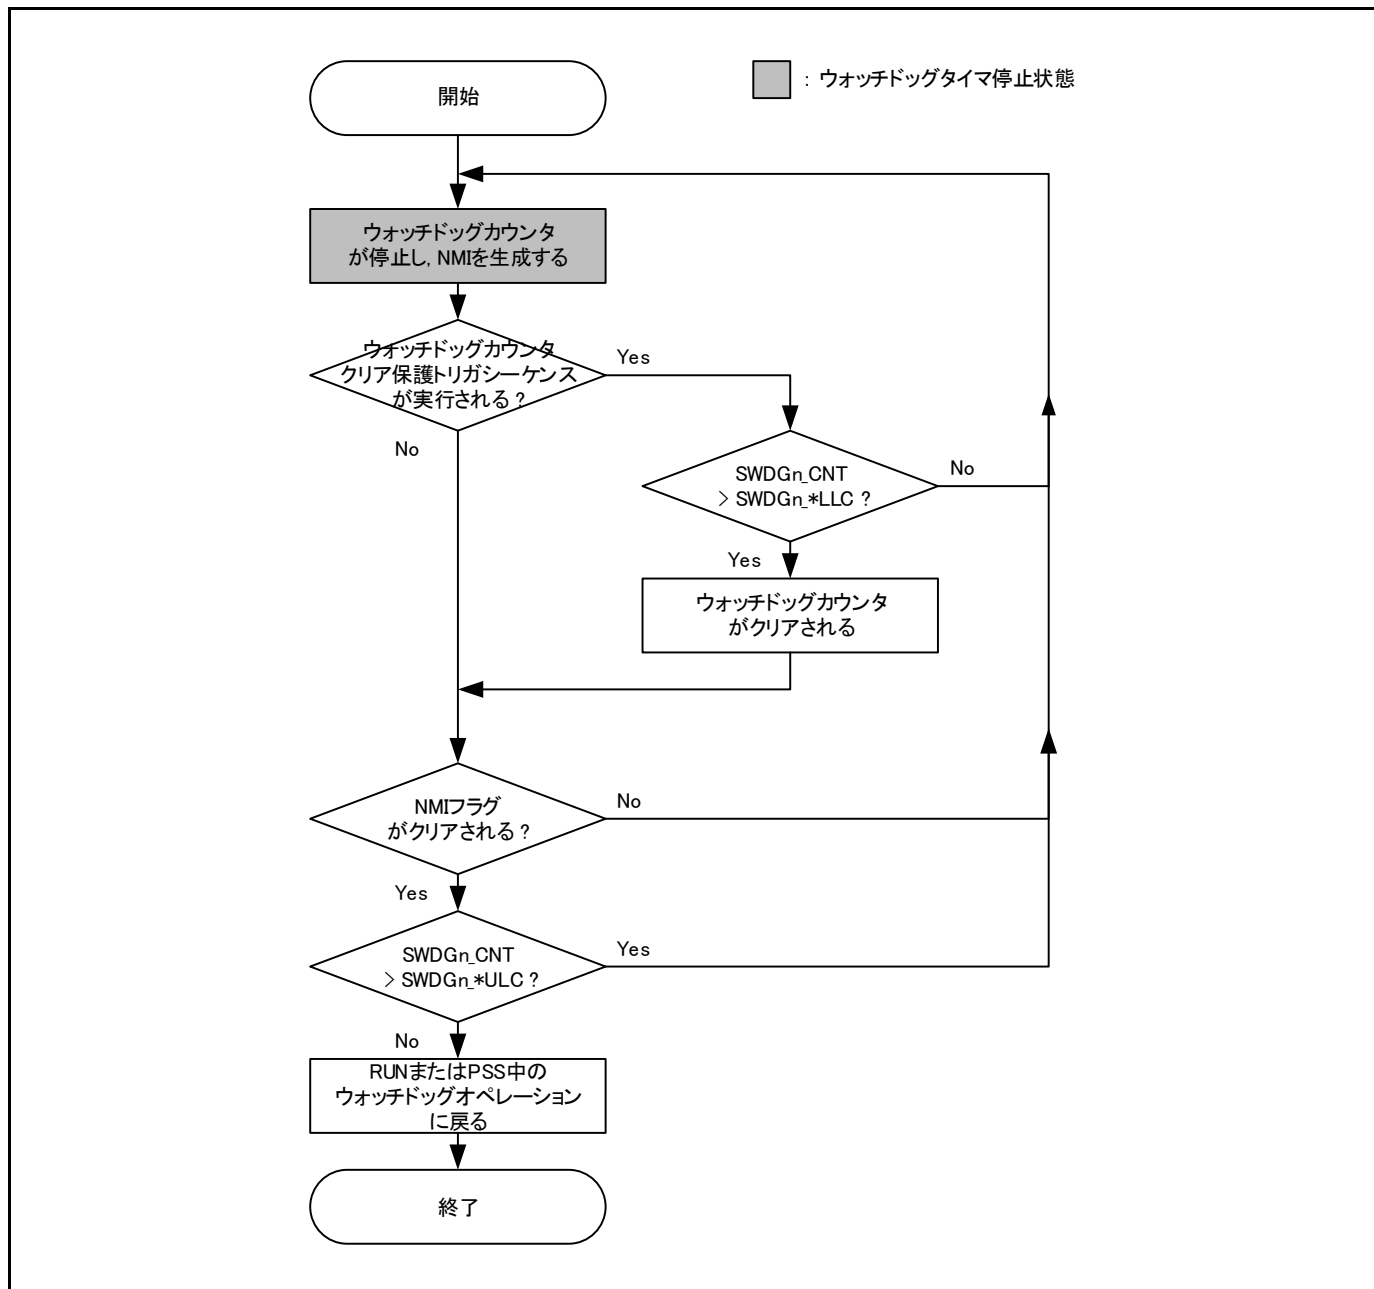 開始
: ウォッチドッグタイマ停止状態
ウォッチドッグカウンタ
が停止し, NMIを生成する
ウォッチドッグカウンタ
クリア保護トリガシーケンス
が実行される ?
Yes
No
SWDGn_CNT
> SWDGn_*LLC ?
No
Yes
ウォッチドッグカウンタ
がクリアされる
NMIフラグ
がクリアされる ?
No
Yes
SWDGn_CNT
> SWDGn_*ULC ?
Yes
No
RUNまたはPSS中の
ウォッチドッグオペレーション
に戻る
終了